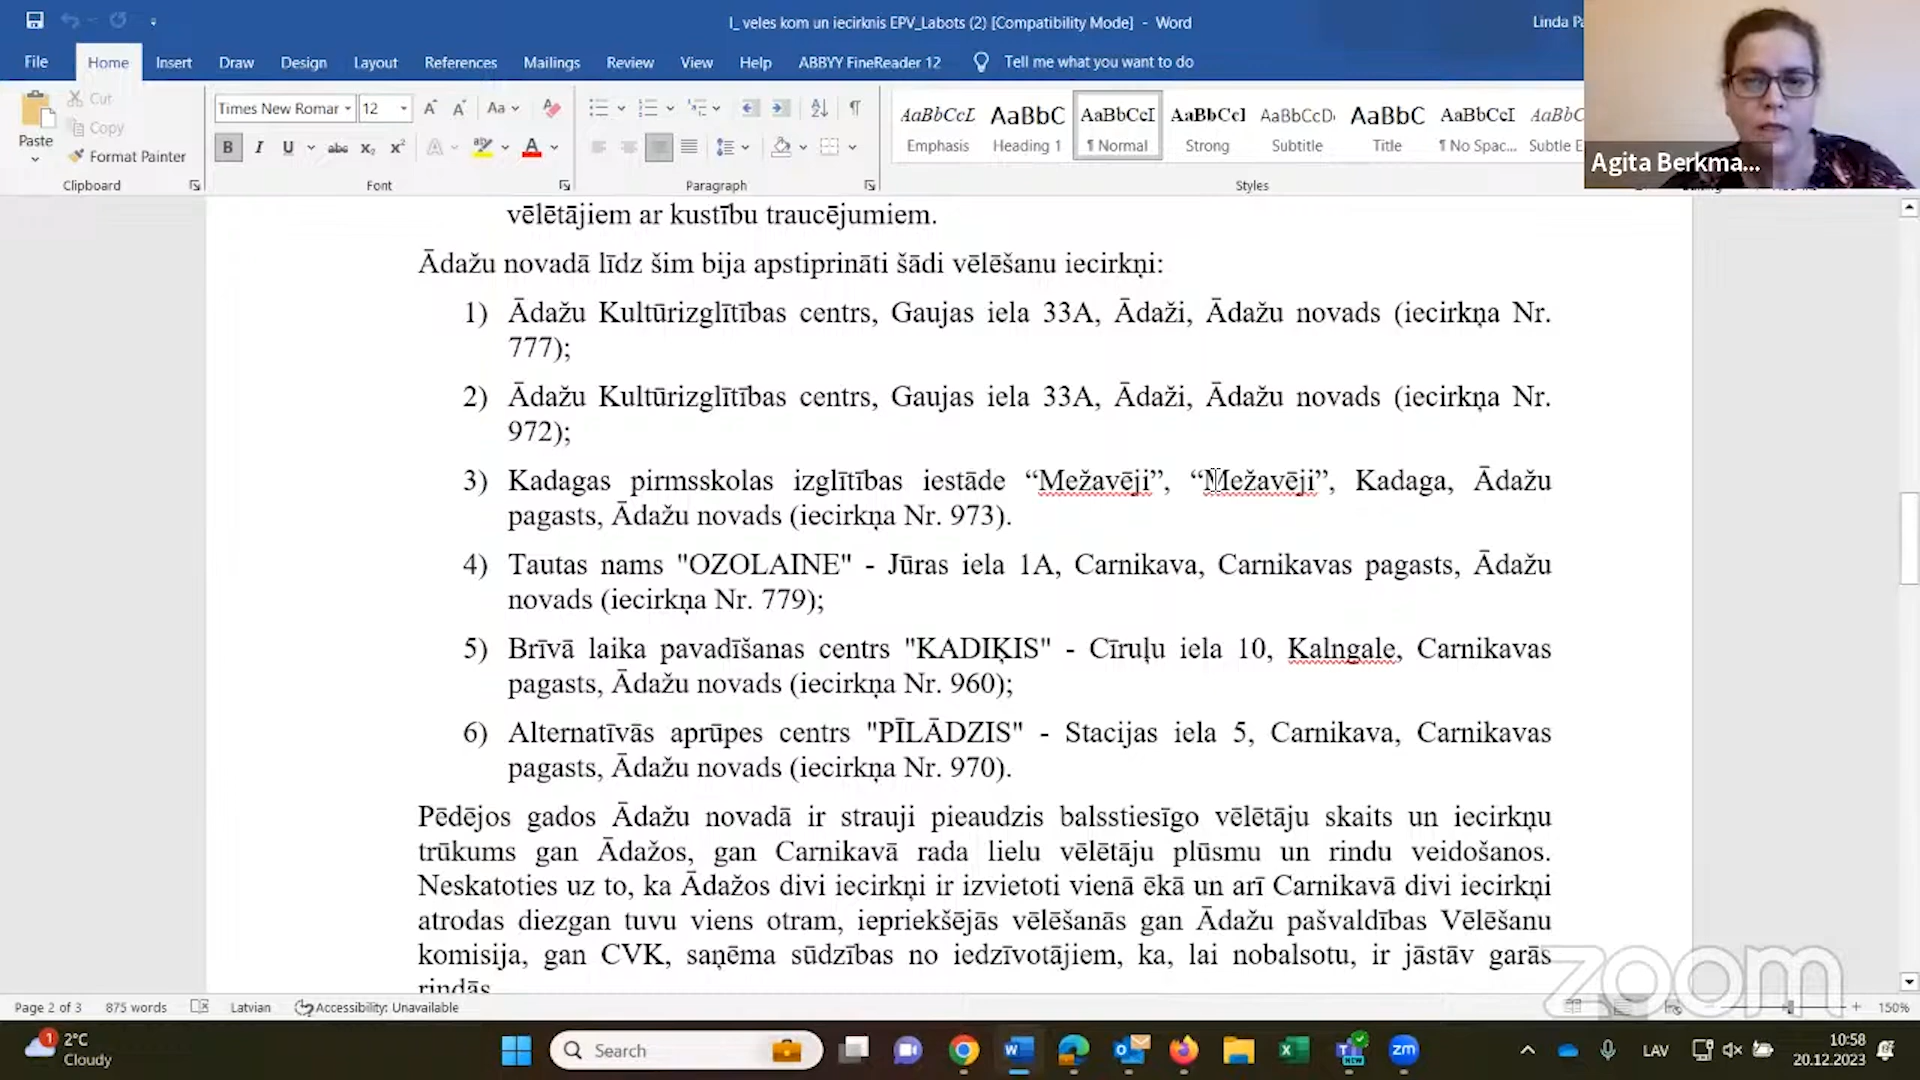 I_ veles kom un iecirknis EPV_Labots (2) [Compatibility Mode] - Word
Linda
File Home Insert Draw Design Layout References Mailings Review View Help ABBYY FineReader 12 Tell me what you want to do
Cut
Copy
Paste
Format Painter
Clipboard
Times New Romar 12
Font
Paragraph
AaBbCcI AaBbC AaBbCcI AaBbCcI AaBbCcD AaBbC AaBbCcI AaBbC
Emphasis Heading 1 ¶ Normal Strong Subtitle Title ¶ No Spac... Subtle E
Styles
Agita Berkma...
vēlētājiem ar kustību traucējumiem.
Ādažu novadā līdz šim bija apstiprināti šādi vēlēšanu iecirkņi:
1) Ādažu Kultūrizglītības centrs, Gaujas iela 33A, Ādaži, Ādažu novads (iecirkņa Nr.
777);
2) Ādažu Kultūrizglītības centrs, Gaujas iela 33A, Ādaži, Ādažu novads (iecirkņa Nr.
972);
3) Kadagas pirmsskolas izglītības iestāde “Mežavēji”, “Mežavēji”, Kadaga, Ādažu
pagasts, Ādažu novads (iecirkņa Nr. 973).
4) Tautas nams "OZOLAINE" - Jūras iela 1A, Carnikava, Carnikavas pagasts, Ādažu
novads (iecirkņa Nr. 779);
5) Brīvā laika pavadīšanas centrs "KADIĶIS" - Cīruļu iela 10, Kalngale, Carnikavas
pagasts, Ādažu novads (iecirkņa Nr. 960);
6) Alternatīvās aprūpes centrs "PĪLĀDZIS" - Stacijas iela 5, Carnikava, Carnikavas
pagasts, Ādažu novads (iecirkņa Nr. 970).
Pēdējos gados Ādažu novadā ir strauji pieaudzis balsstiesīgo vēlētāju skaits un iecirkņu
trūkums gan Ādažos, gan Carnikavā rada lielu vēlētāju plūsmu un rindu veidošanos.
Neskatoties uz to, ka Ādažos divi iecirkņi ir izvietoti vienā ēkā un arī Carnikavā divi iecirkņi
atrodas diezgan tuvu viens otram, iepriekšējās vēlēšanās gan Ādažu pašvaldības Vēlēšanu
komisija, gan CVK, saņēma sūdzības no iedzīvotājiem, ka, lai nobalsotu, ir jāstāv garās
rindās
zoom
Page 2 of 3 875 words Latvian Accessibility: Unavailable 150%
2°C
Cloudy
Search
LAV
10:58
20.12.2023